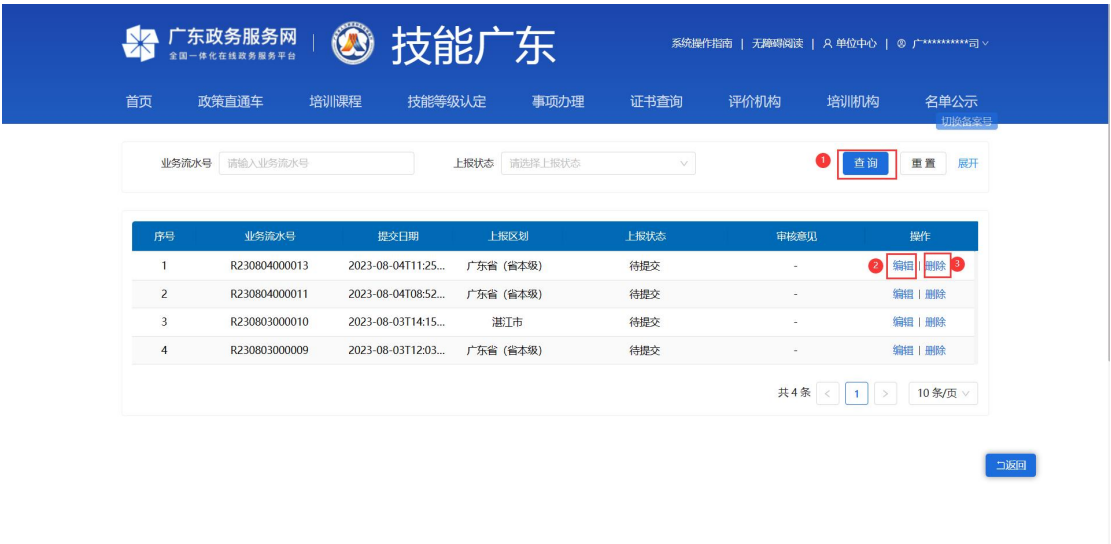 广东政务服务网
全国一体化在线政务服务平台
技能广东
系统操作指南 | 无障碍阅读 | 单位中心 | 广**********司
首页 政策直通车 培训课程 技能等级认定 事项办理 证书查询 评价机构 培训机构 名单公示
切换备案号
业务流水号 请输入业务流水号 上报状态 请选择上报状态 1 查询 重置 展开
序号 业务流水号 提交日期 上报区划 上报状态 审核意见 操作
1 R230804000013 2023-08-04T11:25... 广东省（省本级） 待提交 - 2 编辑 | 删除 3
2 R230804000011 2023-08-04T08:52... 广东省（省本级） 待提交 - 编辑 | 删除
3 R230803000010 2023-08-03T14:15... 湛江市 待提交 - 编辑 | 删除
4 R230803000009 2023-08-03T12:03... 广东省（省本级） 待提交 - 编辑 | 删除
共 4 条 < 1 > 10 条/页
返回